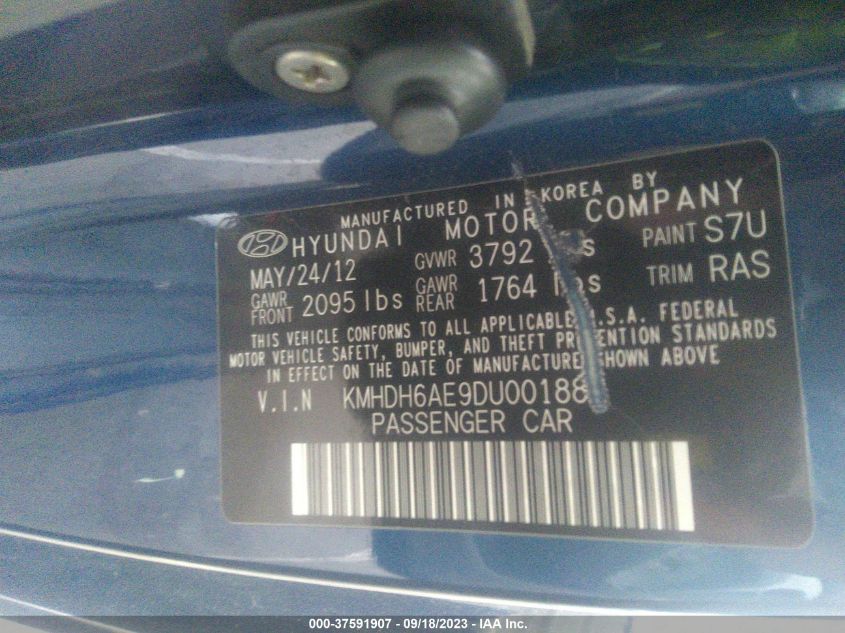 MANUFACTURED IN KOREA BY
HYUNDAI MOTOR COMPANY
MAY/24/12 GVWR 3792 PAINT S7U
GAWR FRONT 2095 lbs GAWR REAR 1764 lbs TRIM RAS
THIS VEHICLE CONFORMS TO ALL APPLICABLE U.S.A. FEDERAL
MOTOR VEHICLE SAFETY, BUMPER, AND THEFT PREVENTION STANDARDS
IN EFFECT ON THE DATE OF MANUFACTURE SHOWN ABOVE
V.I.N KMHDH6AE9DU00188
PASSENGER CAR
000-37591907 - 09/18/2023 - IAA Inc.